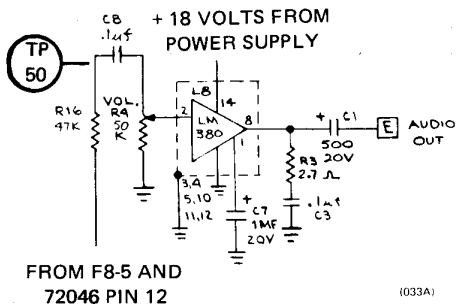 + 18 VOLTS FROM
POWER SUPPLY
TP
50
C8
.1uf
R16
47K
VOL.
R4
50
K
L8
LM
380
2
14
8
1
3,4
5,10
11,12
+
C7
1MF
20V
R3
2.7 Ω
.1uf
C3
+
C1
500
20V
E
AUDIO
OUT
FROM F8-5 AND
72046 PIN 12
(033A)